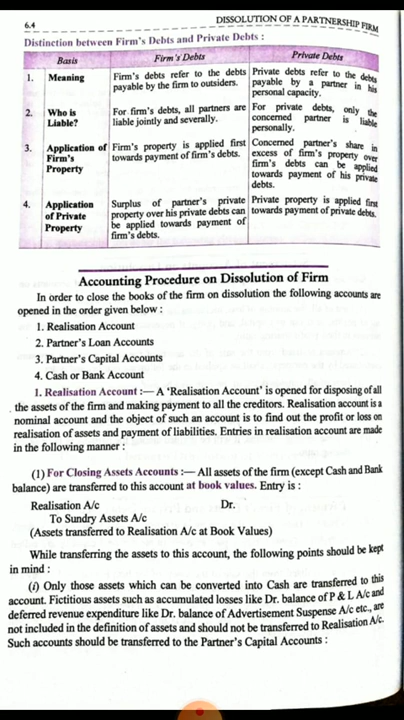 6.4
DISSOLUTION OF A PARTNERSHIP FIRM
Distinction between Firm's Debts and Private Debts :
Basis
Firm's Debts
Private Debts
1.
Meaning
Firm's debts refer to the debts
payable by the firm to outsiders.
Private debts refer to the debts
payable by a partner in his
personal capacity.
2.
Who is
Liable?
For firm's debts, all partners are
liable jointly and severally.
For private debts, only the
concerned partner is liable
personally.
3.
Application of
Firm's
Property
Firm's property is applied first
towards payment of firm's debts.
Concerned partner's share in
excess of firm's property over
firm's debts can be applied
towards payment of his private
debts.
4.
Application
of Private
Property
Surplus of partner's private
property over his private debts can
be applied towards payment of
firm's debts.
Private property is applied first
towards payment of private debts.
Accounting Procedure on Dissolution of Firm
In order to close the books of the firm on dissolution the following accounts are
opened in the order given below :
1. Realisation Account
2. Partner's Loan Accounts
3. Partner's Capital Accounts
4. Cash or Bank Account
1. Realisation Account :— A 'Realisation Account' is opened for disposing of all
the assets of the firm and making payment to all the creditors. Realisation account is a
nominal account and the object of such an account is to find out the profit or loss on
realisation of assets and payment of liabilities. Entries in realisation account are made
in the following manner :
(1) For Closing Assets Accounts :— All assets of the firm (except Cash and Bank
balance) are transferred to this account at book values. Entry is :
Realisation A/c Dr.
To Sundry Assets A/c
(Assets transferred to Realisation A/c at Book Values)
While transferring the assets to this account, the following points should be kept
in mind :
(i) Only those assets which can be converted into Cash are transferred to this
account. Fictitious assets such as accumulated losses like Dr. balance of P & L A/c and
deferred revenue expenditure like Dr. balance of Advertisement Suspense A/c etc., are
not included in the definition of assets and should not be transferred to Realisation A/c.
Such accounts should be transferred to the Partner's Capital Accounts :